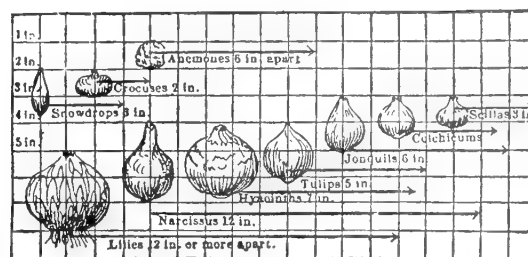 1 in.
Anemones 6 in. apart
2 in.
3 in.
Crocuses 2 in.
Snowdrops 3 in.
4 in.
Scillas 3 in
Colchicums
5 in.
Jonquils 6 in.
Tulips 5 in.
Hyacinths 7 in.
Narcissus 12 in.
Lilies 12 in. or more apart.